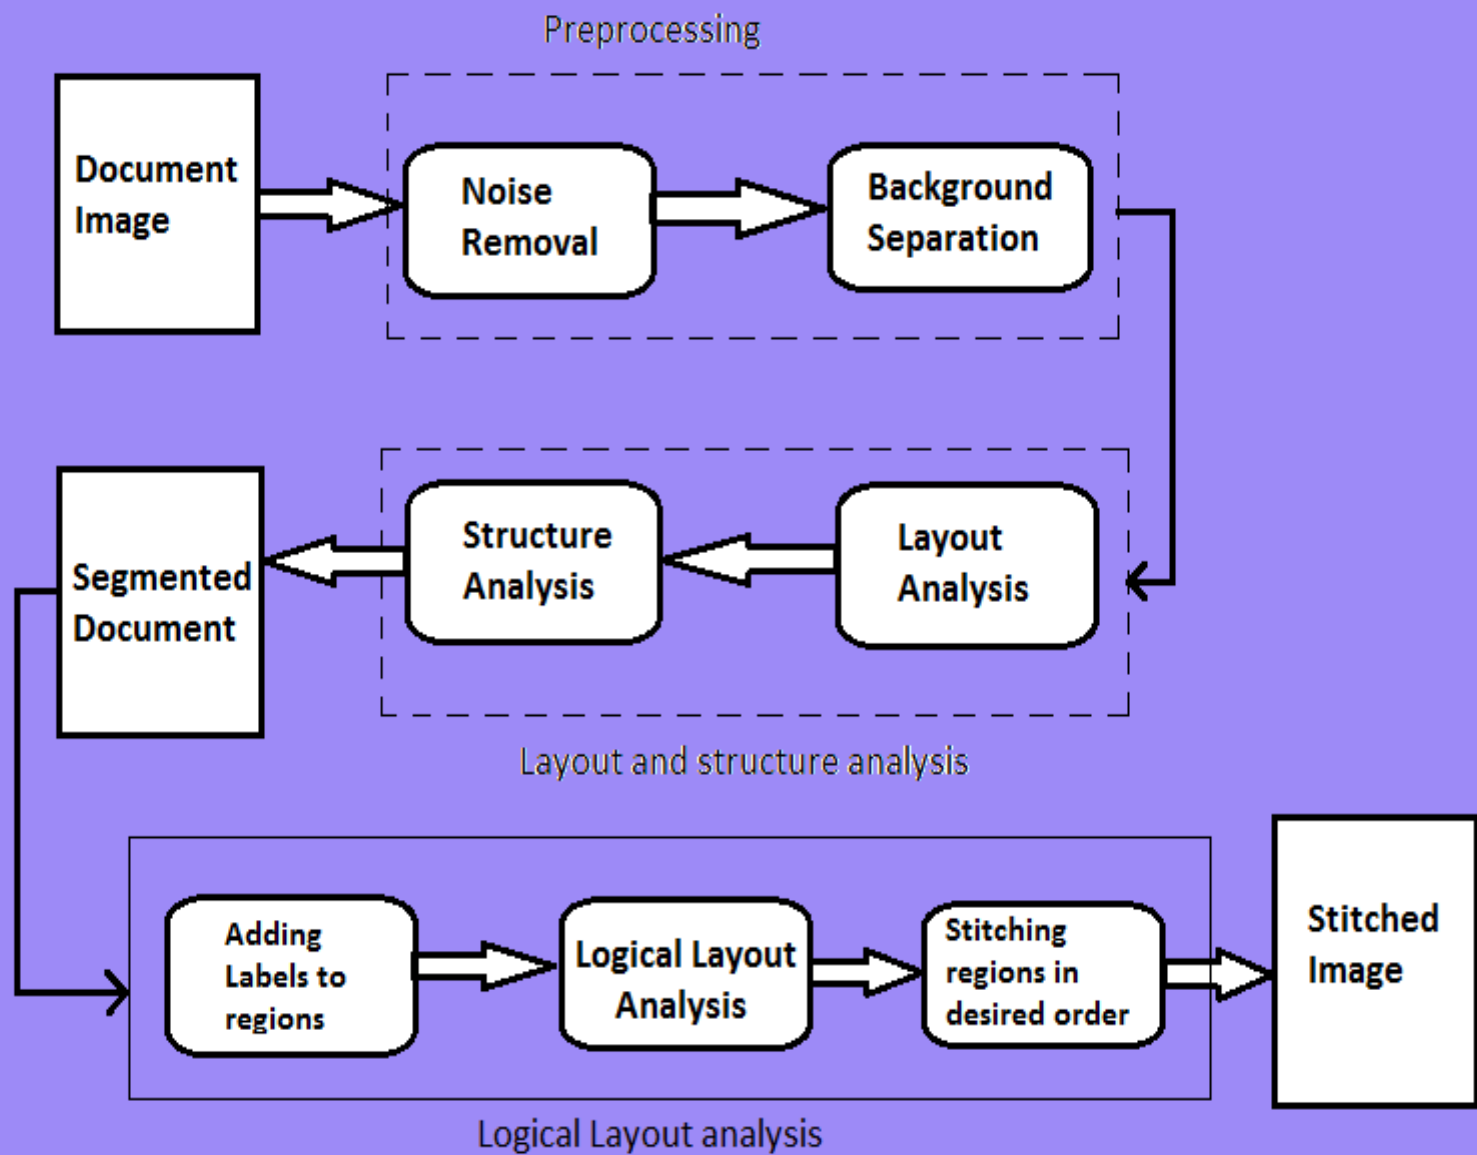 Preprocessing
Document
Image
Noise
Removal
Background
Separation
Layout
Analysis
Structure
Analysis
Segmented
Document
Layout and structure analysis
Adding
Labels to
regions
Logical Layout
Analysis
Stitching
regions in
desired order
Stitched
Image
Logical Layout analysis